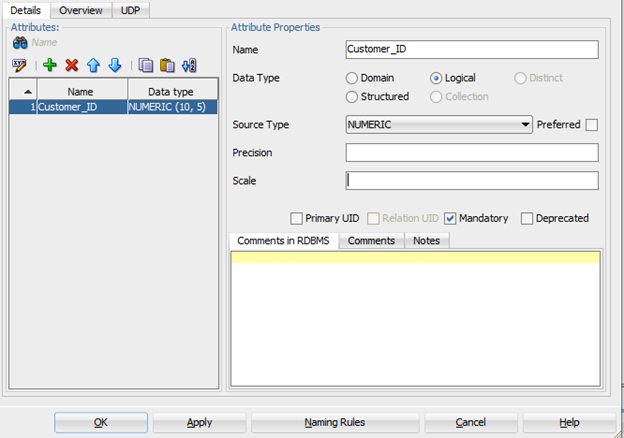 Details Overview UDP
Attributes:
Name
Name Data type
1 Customer_ID NUMERIC (10, 5)
Attribute Properties
Name Customer_ID
Data Type Domain Logical Distinct
Structured Collection
Source Type NUMERIC Preferred
Precision
Scale
Primary UID Relation UID Mandatory Deprecated
Comments in RDBMS Comments Notes
OK Apply Naming Rules Cancel Help